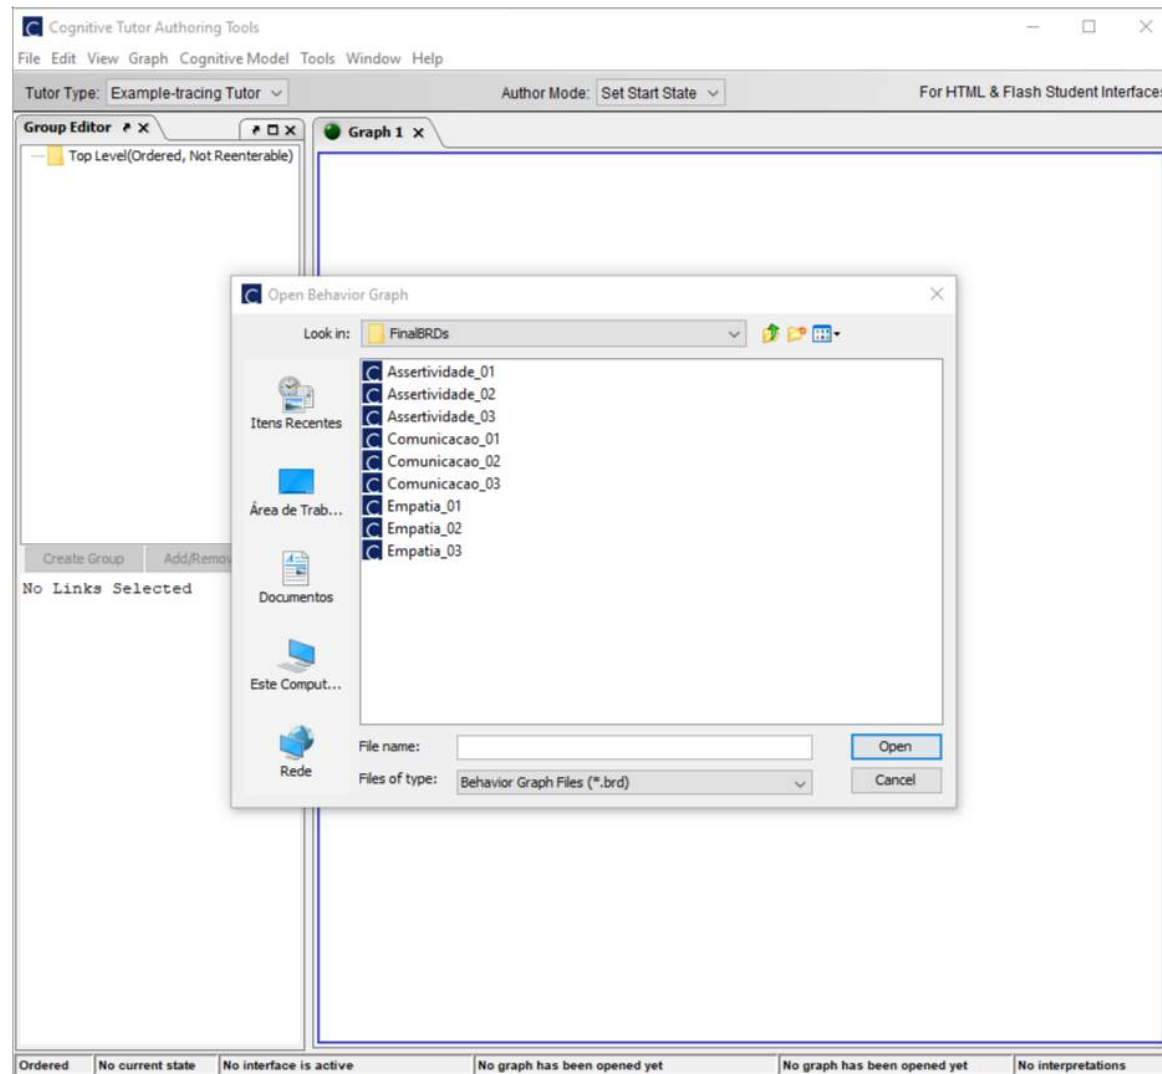 Cognitive Tutor Authoring Tools
File Edit View Graph Cognitive Model Tools Window Help
Tutor Type: Example-tracing Tutor Author Mode: Set Start State For HTML & Flash Student Interface
Group Editor Graph 1
Top Level(Ordered, Not Reenterable)
Open Behavior Graph
Look in: FinalBRDs
Assertividade_01
Assertividade_02
Assertividade_03
Comunicacao_01
Comunicacao_02
Comunicacao_03
Empatia_01
Empatia_02
Empatia_03
Itens Recentes
Área de Trab...
Documentos
Este Comput...
Rede
File name: Open
Files of type: Behavior Graph Files (*.brd) Cancel
Create Group Add/Remov
No Links Selected
Ordered No current state No interface is active No graph has been opened yet No graph has been opened yet No interpretations